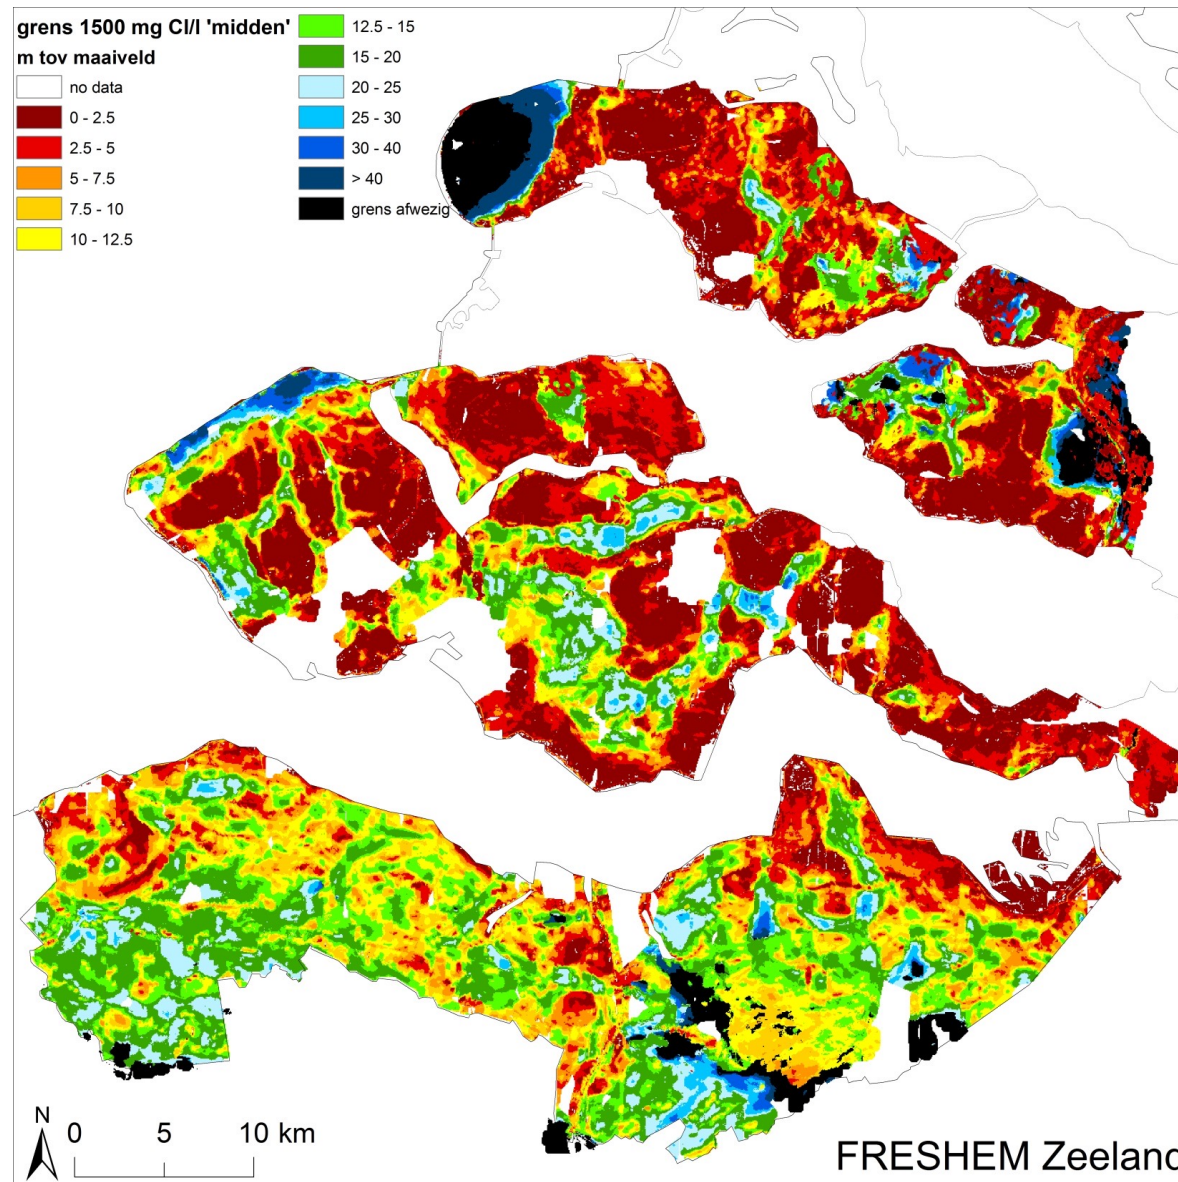 grens 1500 mg Cl/l 'midden'
m tov maaiveld
no data
0 - 2.5
2.5 - 5
5 - 7.5
7.5 - 10
10 - 12.5
12.5 - 15
15 - 20
20 - 25
25 - 30
30 - 40
> 40
grens afwezig
N
0 5 10 km
FRESHEM Zeeland